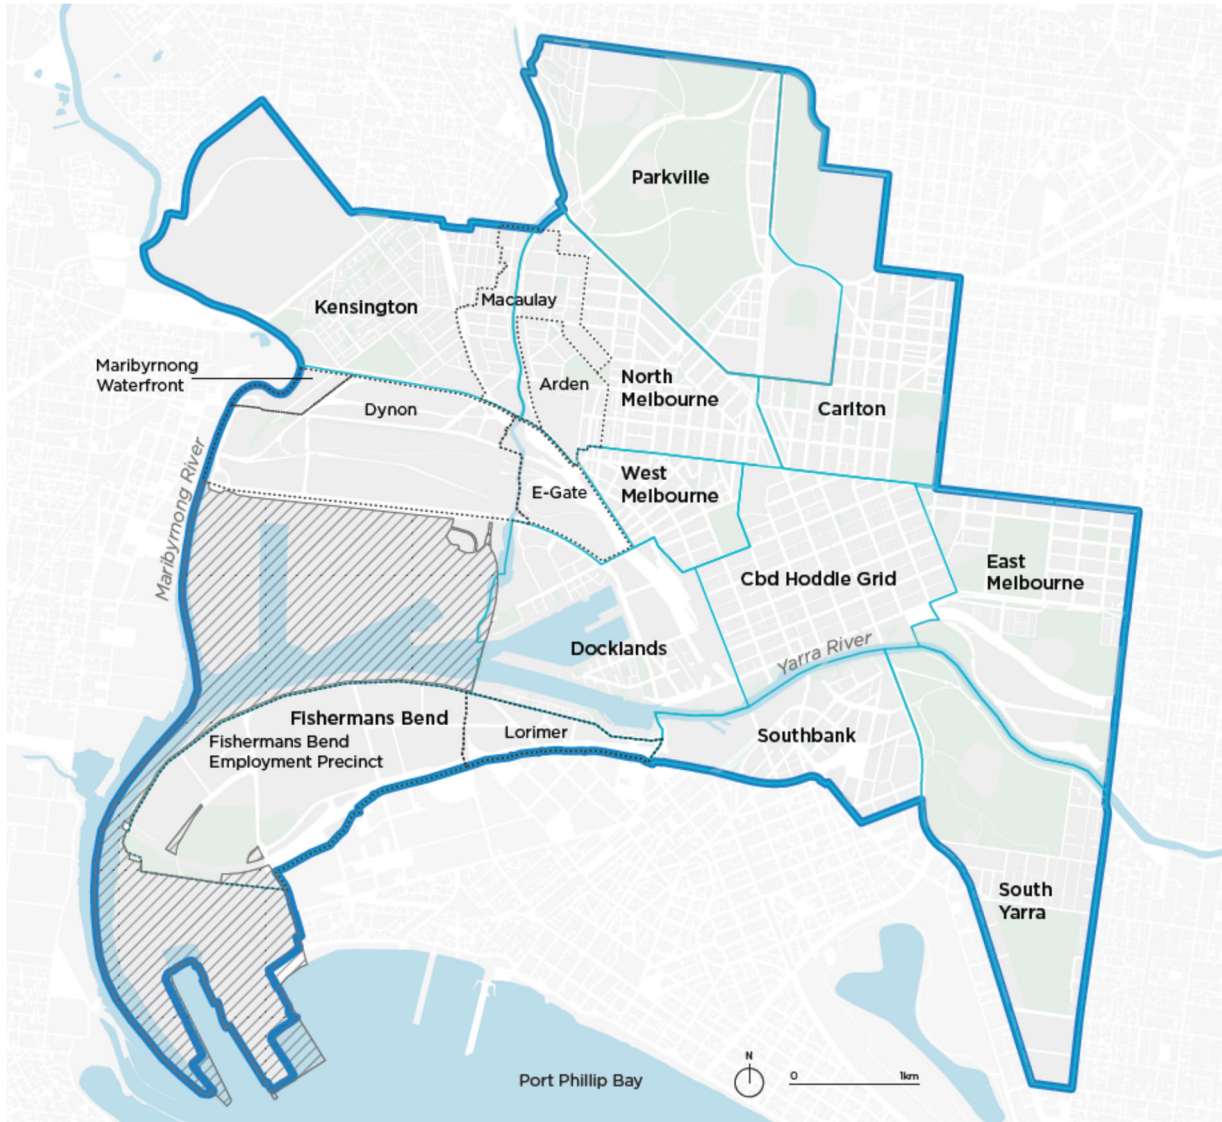 Parkville
Kensington
Macaulay
Maribyrnong
Waterfront
Dynon
Arden
North
Melbourne
Carlton
Maribyrnong River
E-Gate
West
Melbourne
Cbd Hoddle Grid
East
Melbourne
Docklands
Yarra River
Fishermans Bend
Fishermans Bend
Employment Precinct
Lorimer
Southbank
South
Yarra
Port Phillip Bay
N
0 1km